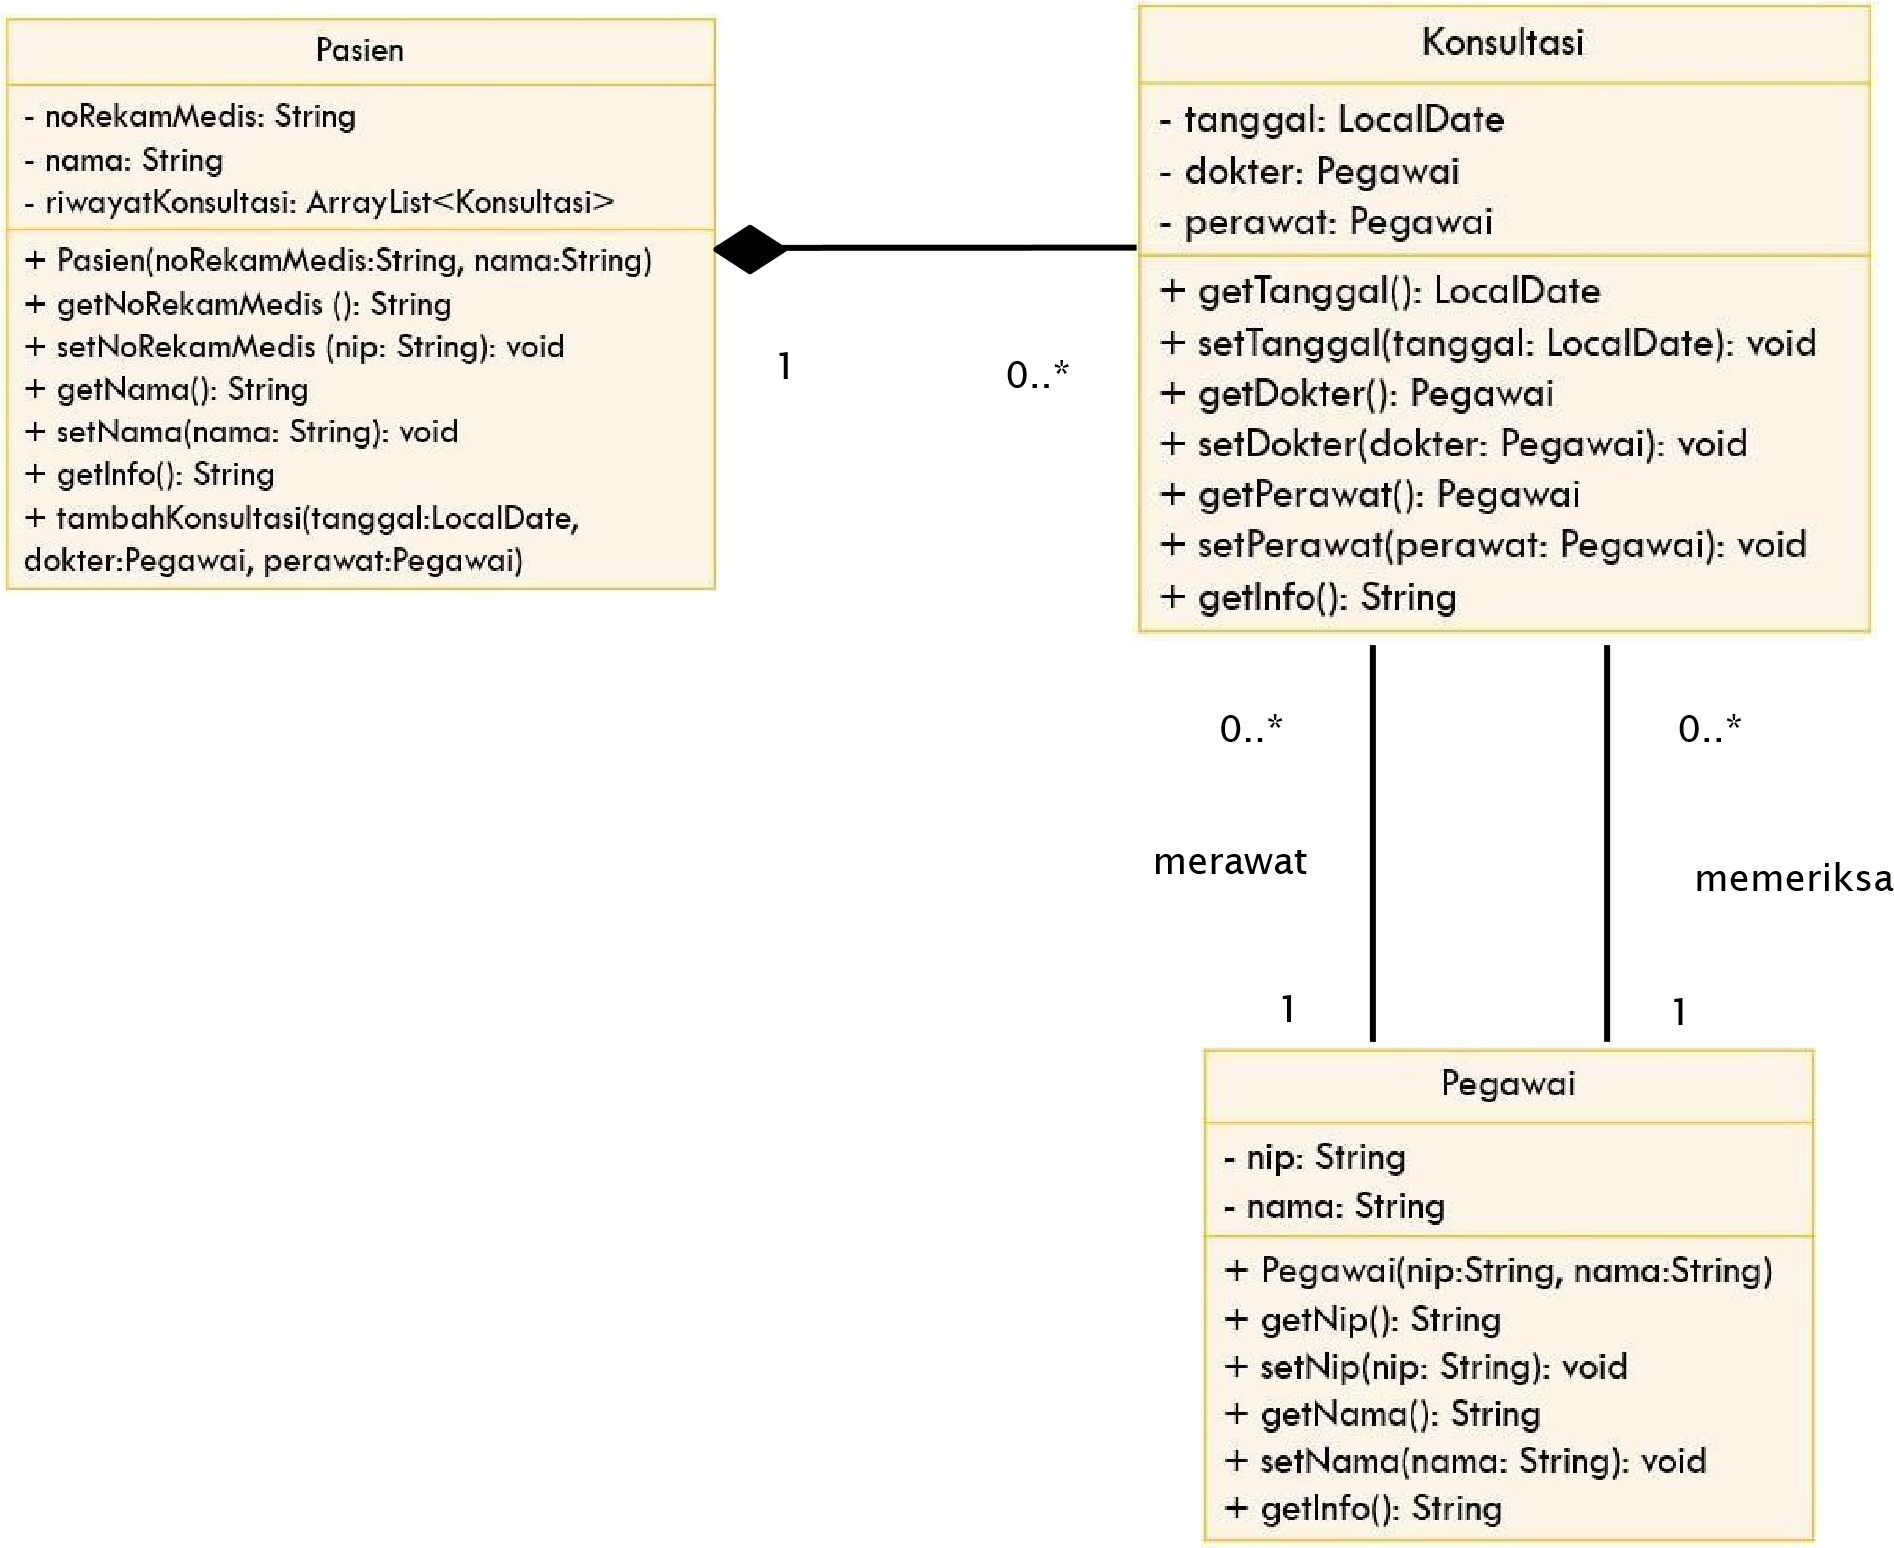 Pasien
- noRekamMedis: String
- nama: String
- riwayatKonsultasi: ArrayList<Konsultasi>
+ Pasien(noRekamMedis:String, nama:String)
+ getNoRekamMedis (): String
+ setNoRekamMedis (nip: String): void
+ getNama(): String
+ setNama(nama: String): void
+ getInfo(): String
+ tambahKonsultasi(tanggal:LocalDate,
dokter:Pegawai, perawat:Pegawai)
1
0..*
Konsultasi
- tanggal: LocalDate
- dokter: Pegawai
- perawat: Pegawai
+ getTanggal(): LocalDate
+ setTanggal(tanggal: LocalDate): void
+ getDokter(): Pegawai
+ setDokter(dokter: Pegawai): void
+ getPerawat(): Pegawai
+ setPerawat(perawat: Pegawai): void
+ getInfo(): String
0..*
0..*
merawat
memeriksa
1
1
Pegawai
- nip: String
- nama: String
+ Pegawai(nip:String, nama:String)
+ getNip(): String
+ setNip(nip: String): void
+ getNama(): String
+ setNama(nama: String): void
+ getInfo(): String